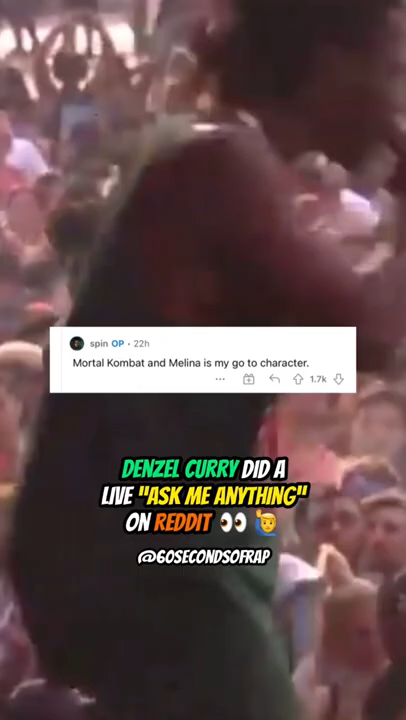 spin OP · 22h
Mortal Kombat and Melina is my go to character.
1.7k
DENZEL CURRY DID A
LIVE "ASK ME ANYTHING"
ON REDDIT 👀 🙋‍♂️
@60SECONDSOFRAP